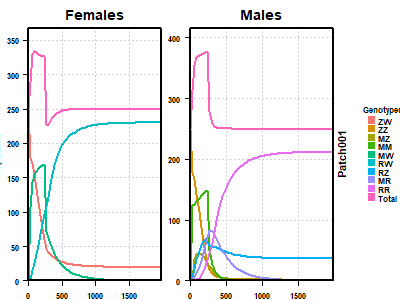 Females Males
350
300
250
200
150
100
50
0
0 500 1000 1500
400
300
200
100
0
0 500 1000 1500
Patch001
Genotypes
ZW
ZZ
MZ
MM
MW
RW
RZ
MR
RR
Total